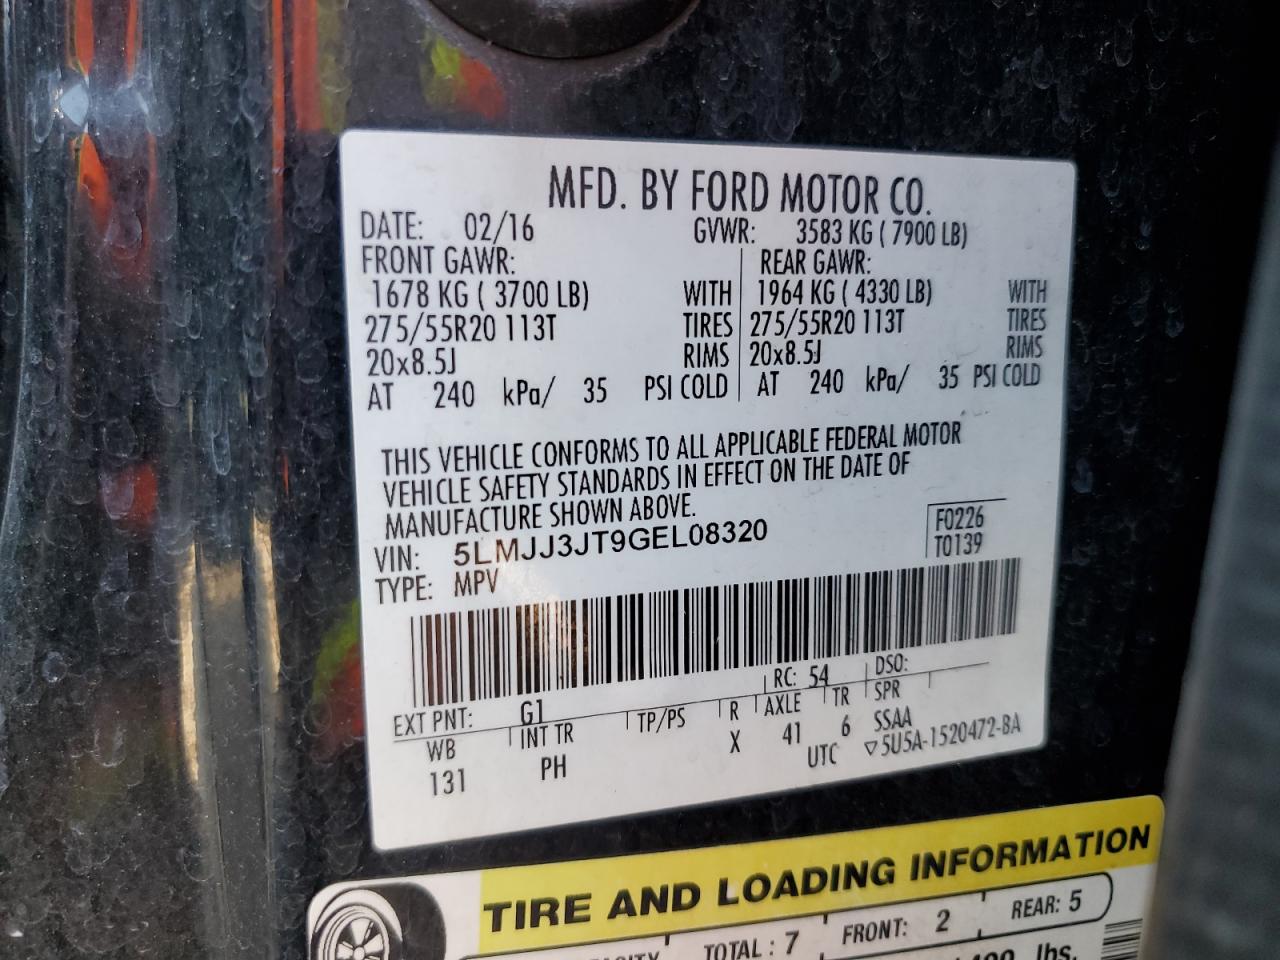 MFD. BY FORD MOTOR CO.
DATE: 02/16 GVWR: 3583 KG ( 7900 LB)
FRONT GAWR: REAR GAWR:
1678 KG ( 3700 LB) WITH 1964 KG ( 4330 LB) WITH
275/55R20 113T TIRES 275/55R20 113T TIRES
20x8.5J RIMS 20x8.5J RIMS
AT 240 kPa/ 35 PSI COLD AT 240 kPa/ 35 PSI COLD
THIS VEHICLE CONFORMS TO ALL APPLICABLE FEDERAL MOTOR
VEHICLE SAFETY STANDARDS IN EFFECT ON THE DATE OF
MANUFACTURE SHOWN ABOVE.
VIN: 5LMJJ3JT9GEL08320 F0226
TYPE: MPV T0139
EXT PNT: G1 RC: 54 DSO:
WB INT TR TP/PS R AXLE TR SPR
131 PH X 41 6 SSAA
UTC ▽5U5A-1520472-BA
TIRE AND LOADING INFORMATION
TOTAL : 7 FRONT: 2 REAR: 5
lbs.